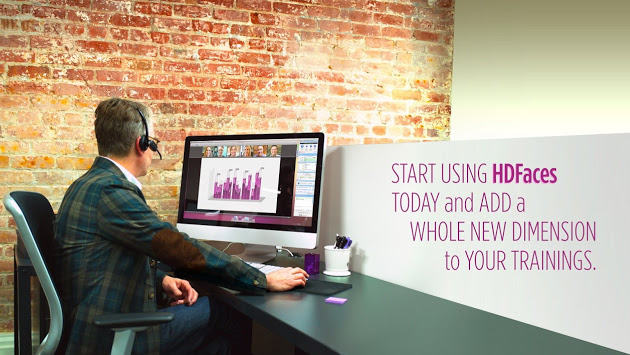 START USING HDFaces
TODAY and ADD a
WHOLE NEW DIMENSION
to YOUR TRAININGS.